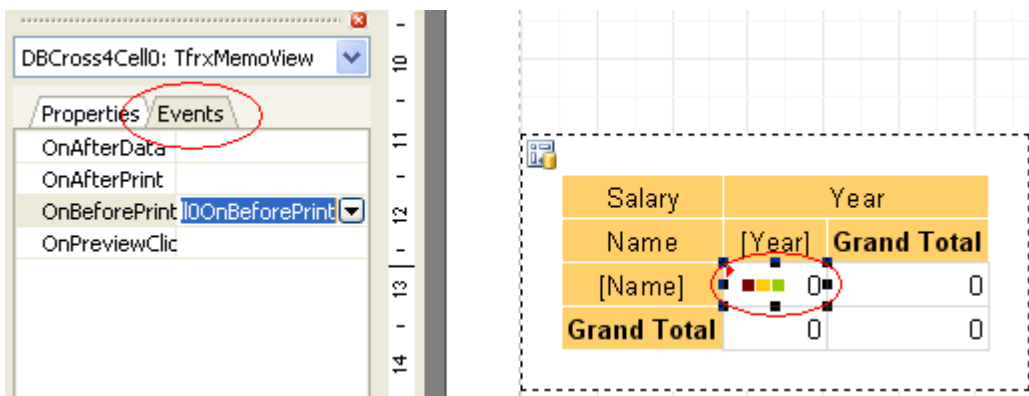 DBCross4Cell0: TfrxMemoView
Properties Events
OnAfterData
OnAfterPrint
OnBeforePrint ll0OnBeforePrint
OnPreviewClic
10
11
12
13
14
Salary Year
Name [Year] Grand Total
[Name] 0 0
Grand Total 0 0